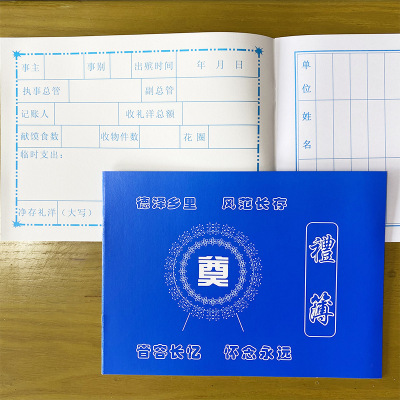 事主 事别 出赈时间 年 月 日
执事总管 副总管
记账人 收礼洋总额
献馍食数 收物件数 花圈
临时支出：
净存礼洋（大写）
单位 姓名
德泽乡里 风范长存
奠
禮簿
音容长忆 怀念永远